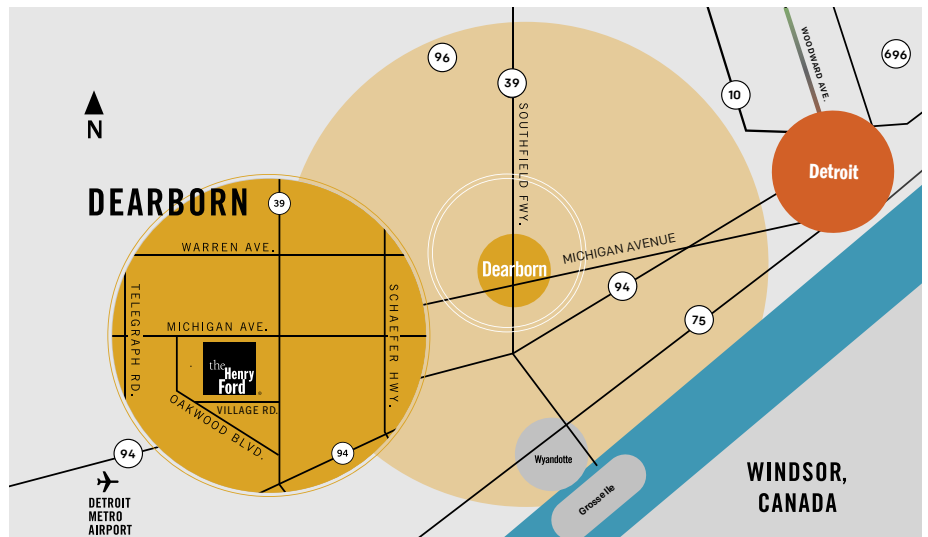 96
39
10
WOODWARD AVE.
696
N
SOUTHFIELD FWY.
Detroit
DEARBORN
39
WARREN AVE.
MICHIGAN AVENUE
Dearborn
94
75
TELEGRAPH RD.
SCHAEFER HWY.
MICHIGAN AVE.
the
Henry
Ford
VILLAGE RD.
OAKWOOD BLVD.
94
94
Wyandotte
Grosse Ile
DETROIT
METRO
AIRPORT
WINDSOR,
CANADA